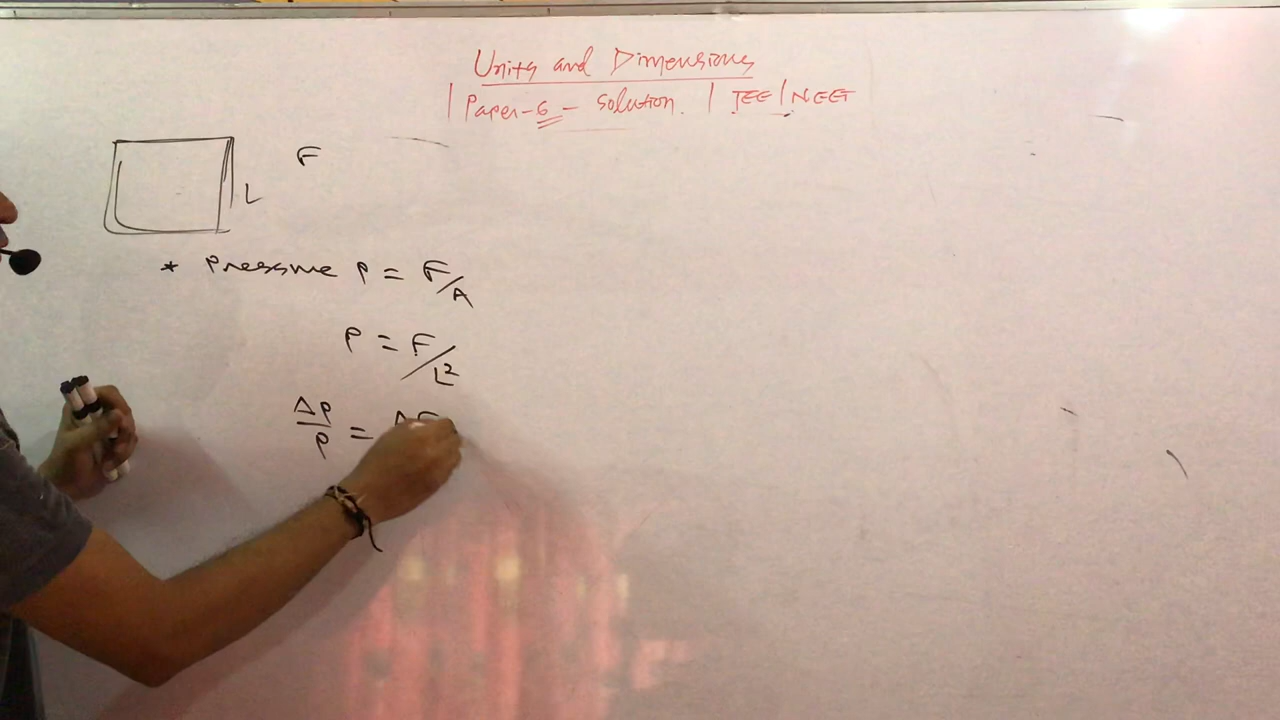 Units and Dimensions
| Paper-6 - Solution. | JEE | NEET
F
L
* Pressure P = F/A
P = F/L²
ΔP/P = Δ